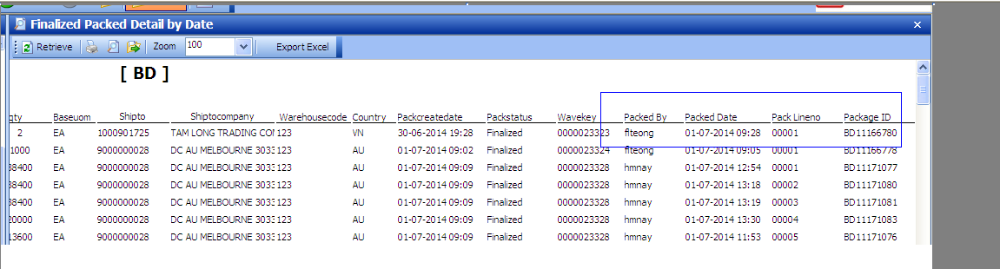 Finalized Packed Detail by Date
Retrieve Zoom 100 Export Excel
[ BD ]
qty Baseuom Shipto Shiptocompany Warehousecode Country Packcreatedate Packstatus Wavekey Packed By Packed Date Pack Lineno Package ID
2 EA 1000901725 TAM LONG TRADING COM 123 VN 30-06-2014 19:28 Finalized 0000023323 flteong 01-07-2014 09:28 00001 BD11166780
1000 EA 9000000028 DC AU MELBOURNE 3033 123 AU 01-07-2014 09:02 Finalized 0000023324 flteong 01-07-2014 09:05 00001 BD11166778
38400 EA 9000000028 DC AU MELBOURNE 3033 123 AU 01-07-2014 09:09 Finalized 0000023328 hmnay 01-07-2014 12:54 00001 BD11171077
38400 EA 9000000028 DC AU MELBOURNE 3033 123 AU 01-07-2014 09:09 Finalized 0000023328 hmnay 01-07-2014 13:18 00002 BD11171080
38400 EA 9000000028 DC AU MELBOURNE 3033 123 AU 01-07-2014 09:09 Finalized 0000023328 hmnay 01-07-2014 13:19 00003 BD11171081
20000 EA 9000000028 DC AU MELBOURNE 3033 123 AU 01-07-2014 09:09 Finalized 0000023328 hmnay 01-07-2014 13:30 00004 BD11171083
13600 EA 9000000028 DC AU MELBOURNE 3033 123 AU 01-07-2014 09:09 Finalized 0000023328 hmnay 01-07-2014 11:53 00005 BD11171076